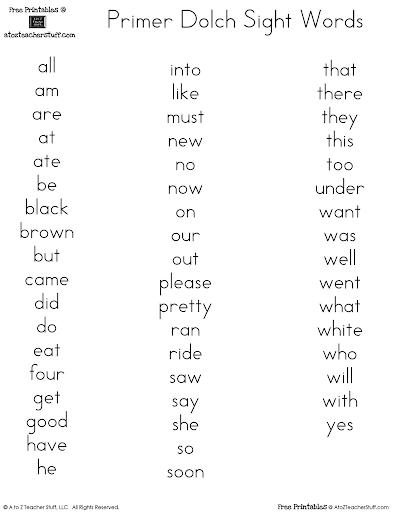 Free Printables @
A TO Z
Teacher
Stuff
atozteacherstuff.com
Primer Dolch Sight Words
all
am
are
at
ate
be
black
brown
but
came
did
do
eat
four
get
good
have
he
into
like
must
new
no
now
on
our
out
please
pretty
ran
ride
saw
say
she
so
soon
that
there
they
this
too
under
want
was
well
went
what
white
who
will
with
yes
© A to Z Teacher Stuff, LLC. All Rights Reserved.
Free Printables @ AtoZTeacherStuff.com